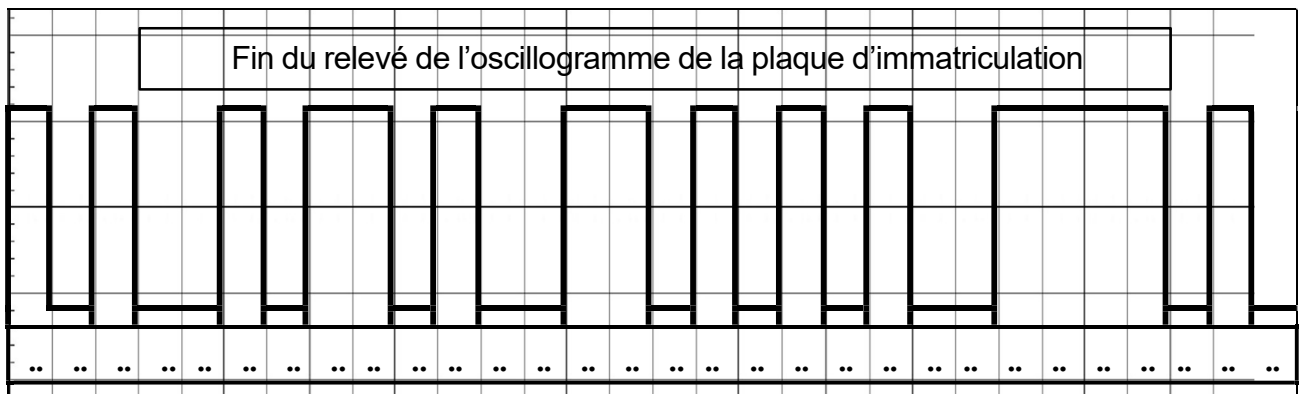 Fin du relevé de l’oscillogramme de la plaque d’immatriculation
.. .. .. .. .. .. .. .. .. .. .. .. .. .. .. .. .. .. .. .. .. .. .. .. .. .. .. .. .. ..